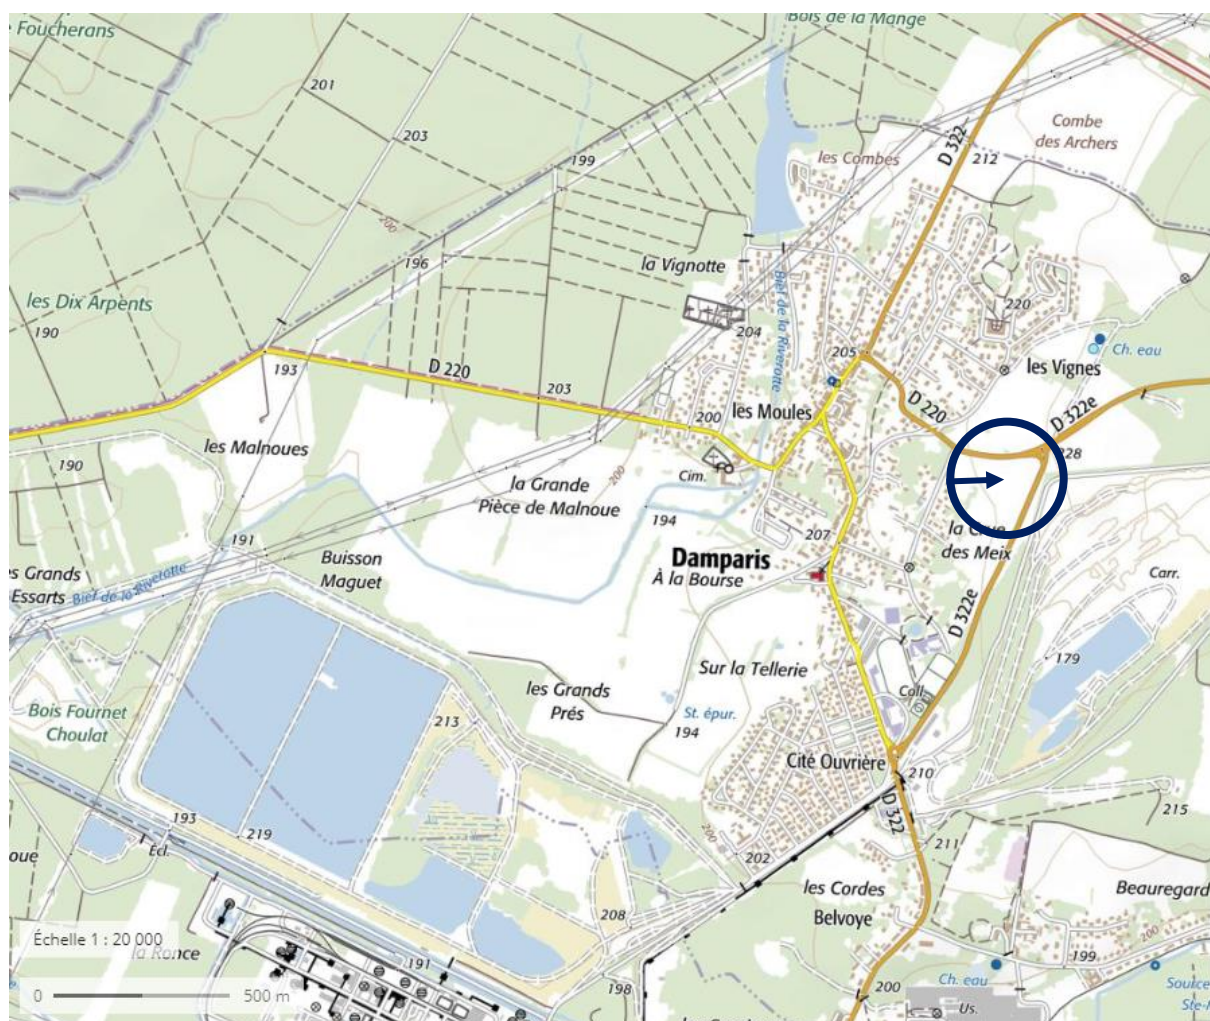 Foucherans
Bois de la Mange
201
203
199
D 322
212
Combe
des Archers
les Combes
200
196
la Vignotte
Bief de la Riverotte
les Dix Arpents
190
204
220
205
Ch. eau
les Vignes
193
D 220
203
200
les Moules
D 220
D 322e
228
les Malnoues
190
Cim.
la Grande
Pièce de Malnoue
200
194
207
la Crue
des Meix
191
Buisson
Maguet
Damparis
À la Bourse
s Grands
Essarts
Bief de la Riverotte
Carr.
D 322e
179
Sur la Tellerie
les Grands
Prés
Coll.
St. épur.
194
Bois Fournet
Choulat
213
Cité Ouvrière
210
D 322
215
193
219
211
oue
Écl.
202
200
les Cordes
Belvoye
Beauregard
208
Échelle 1 : 20 000
la Ronce
191
200
199
0
500 m
198
200
Ch. eau
Us.
Source
Ste-